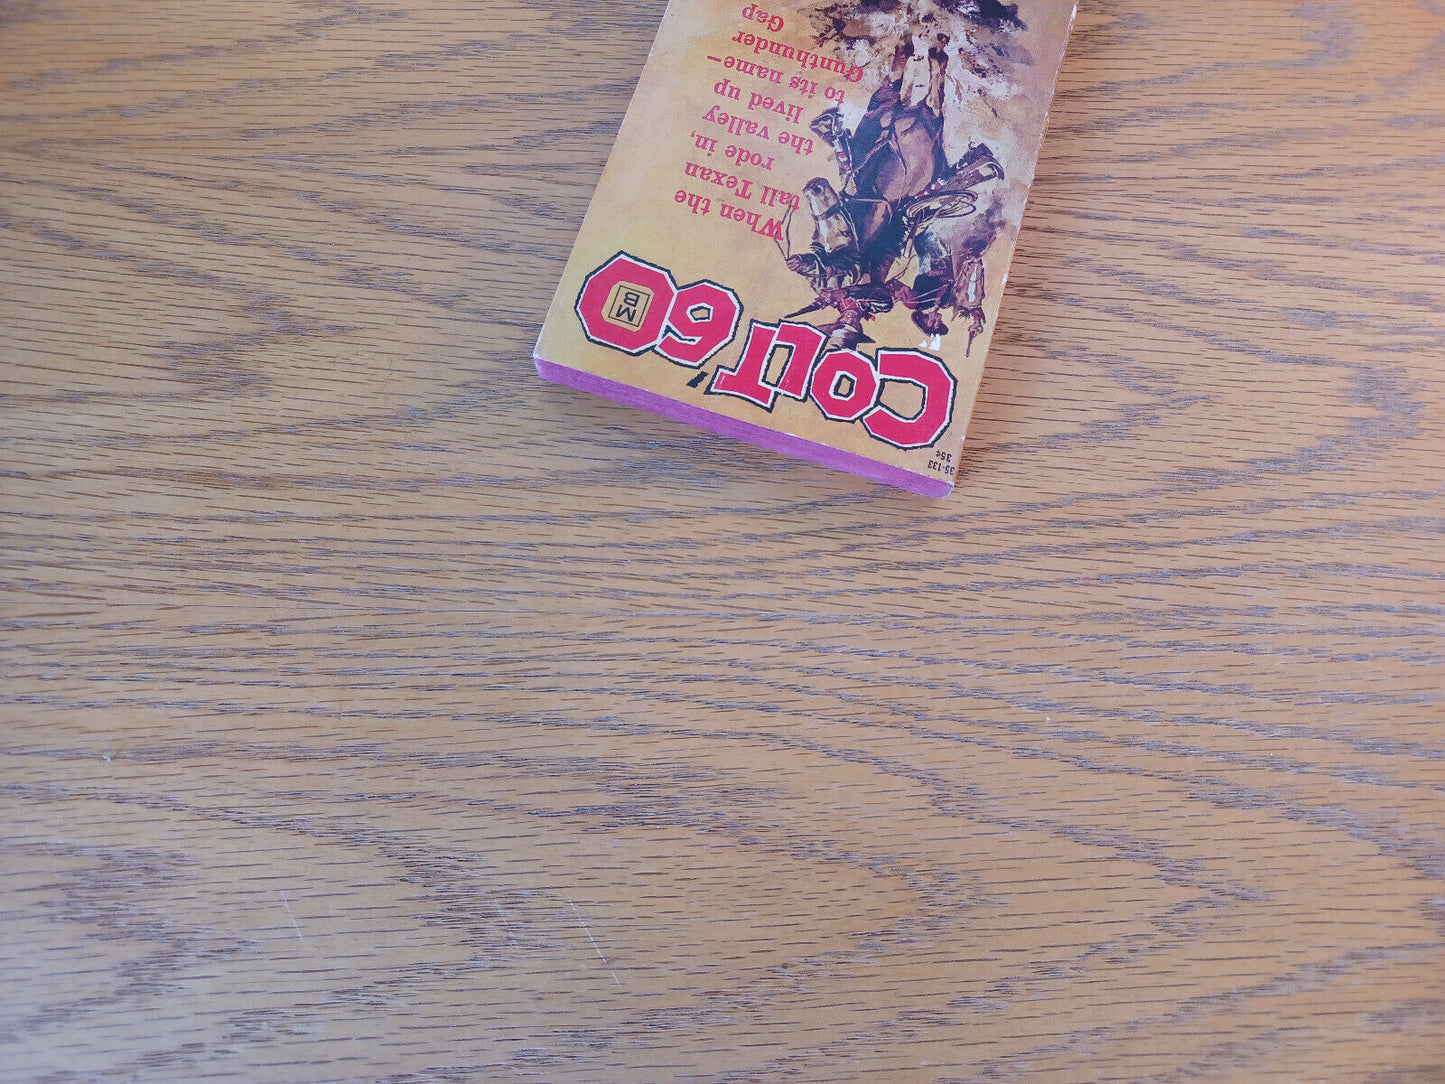 35-133
35¢
COLT '60
MB
When the
tall Texan
rode in,
the valley
lived up
to its name—
Gunthunder
Gap